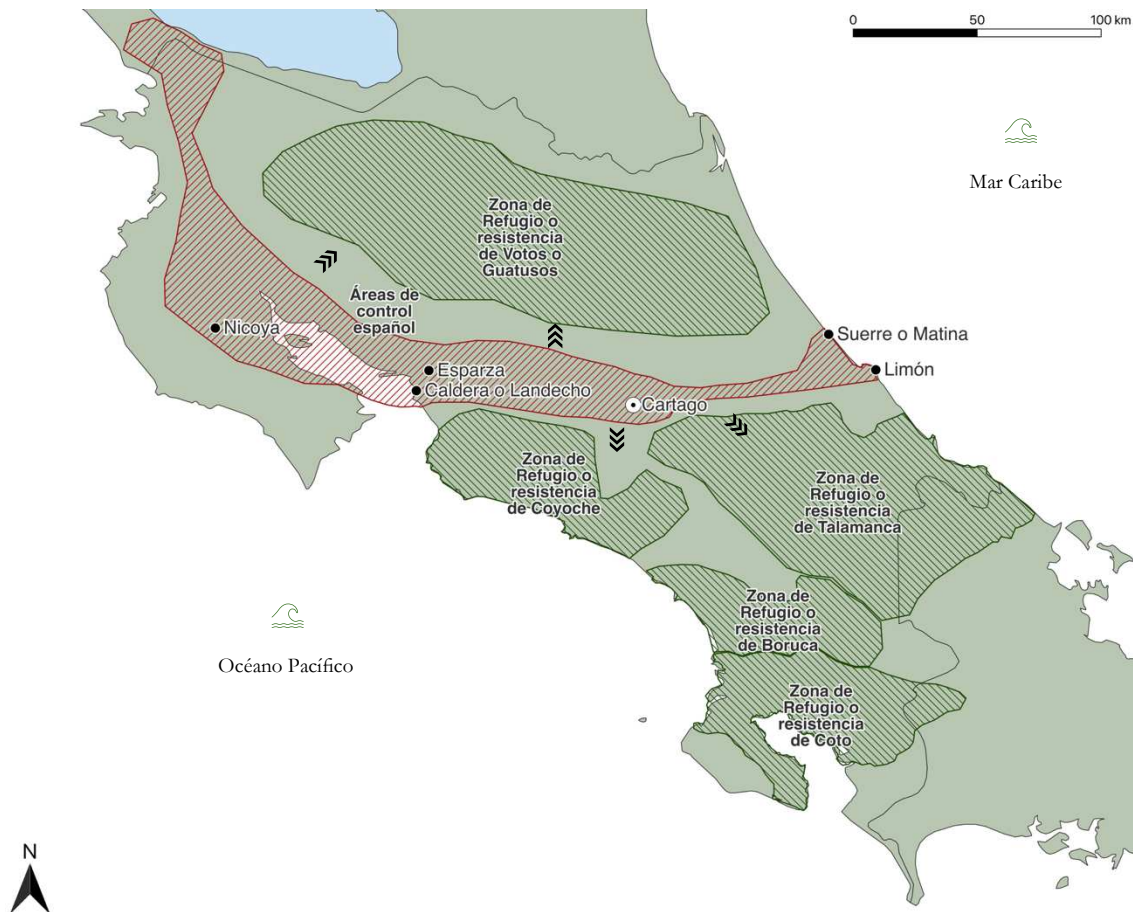 0 50 100 km
Mar Caribe
Zona de
Refugio o
resistencia
de Votos o
Guatusos
Áreas de
control
español
Nicoya
Suerre o Matina
Esparza
Limón
Caldera o Landecho
Cartago
Zona de
Refugio o
resistencia
de Coyoche
Zona de
Refugio o
resistencia
de Talamanca
Zona de
Refugio o
resistencia
de Boruca
Océano Pacífico
Zona de
Refugio o
resistencia
de Coto
N